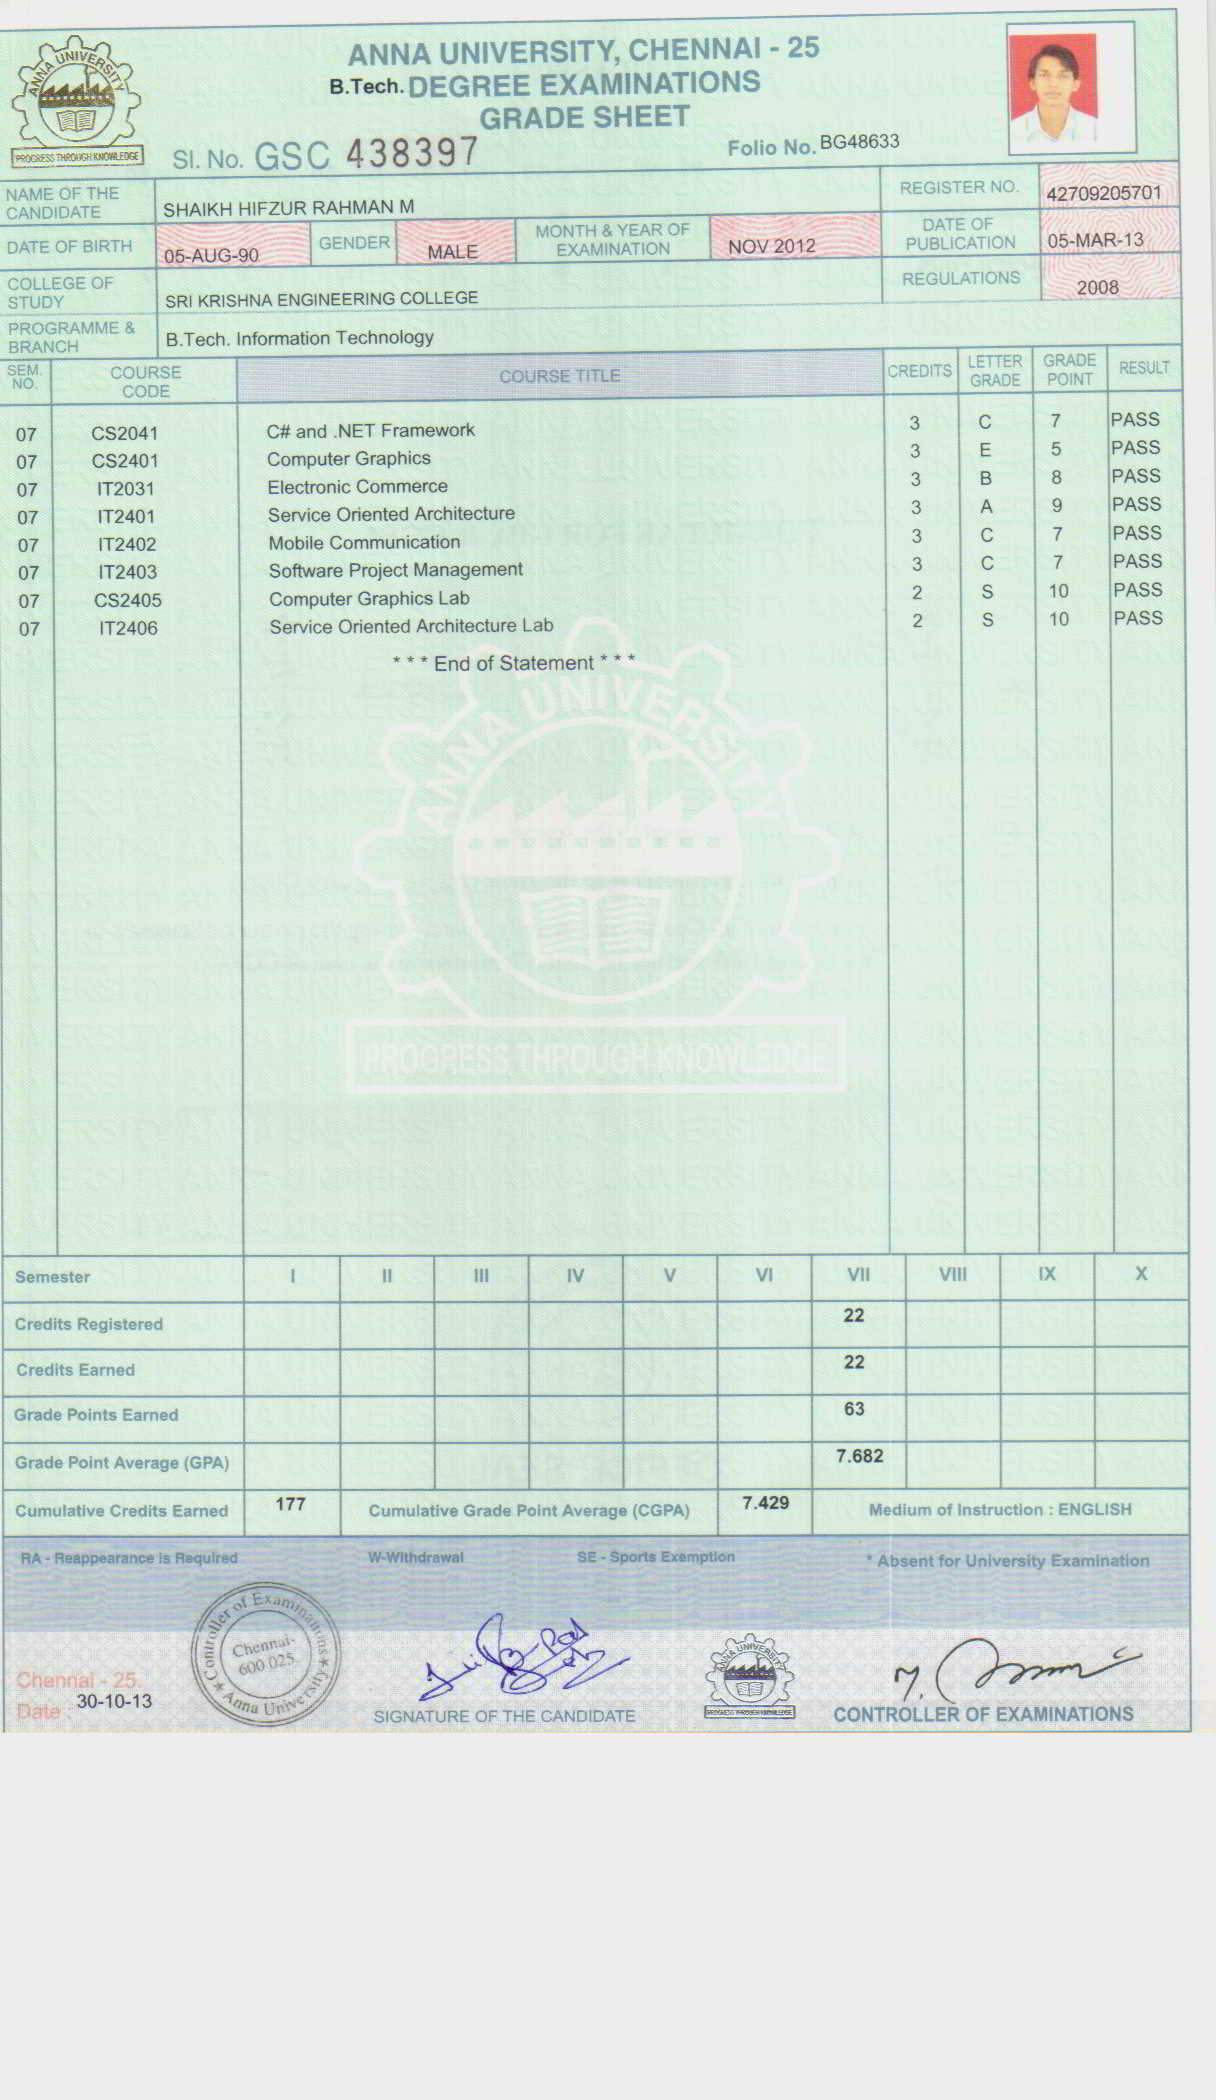 ANNA UNIVERSITY
PROGRESS THROUGH KNOWLEDGE
ANNA UNIVERSITY, CHENNAI - 25
B.Tech. DEGREE EXAMINATIONS
GRADE SHEET
Sl. No. GSC 438397
Folio No. BG48633
NAME OF THE CANDIDATE SHAIKH HIFZUR RAHMAN M REGISTER NO. 42709205701
DATE OF BIRTH 05-AUG-90 GENDER MALE MONTH & YEAR OF EXAMINATION NOV 2012 DATE OF PUBLICATION 05-MAR-13
COLLEGE OF STUDY SRI KRISHNA ENGINEERING COLLEGE REGULATIONS 2008
PROGRAMME & BRANCH B.Tech. Information Technology
SEM. NO. COURSE CODE COURSE TITLE CREDITS LETTER GRADE GRADE POINT RESULT
07 CS2041 C# and .NET Framework 3 C 7 PASS
07 CS2401 Computer Graphics 3 E 5 PASS
07 IT2031 Electronic Commerce 3 B 8 PASS
07 IT2401 Service Oriented Architecture 3 A 9 PASS
07 IT2402 Mobile Communication 3 C 7 PASS
07 IT2403 Software Project Management 3 C 7 PASS
07 CS2405 Computer Graphics Lab 2 S 10 PASS
07 IT2406 Service Oriented Architecture Lab 2 S 10 PASS
* * * End of Statement * * *
ANNA UNIVERSITY
PROGRESS THROUGH KNOWLEDGE
Semester I II III IV V VI VII VIII IX X
Credits Registered 22
Credits Earned 22
Grade Points Earned 63
Grade Point Average (GPA) 7.682
Cumulative Credits Earned 177 Cumulative Grade Point Average (CGPA) 7.429 Medium of Instruction : ENGLISH
RA - Reappearance is Required W-Withdrawal SE - Sports Exemption * Absent for University Examination
Controller of Examinations
Chennai-
600 025
Anna University
Chennai - 25.
Date : 30-10-13
SIGNATURE OF THE CANDIDATE
ANNA UNIVERSITY
PROGRESS THROUGH KNOWLEDGE
CONTROLLER OF EXAMINATIONS